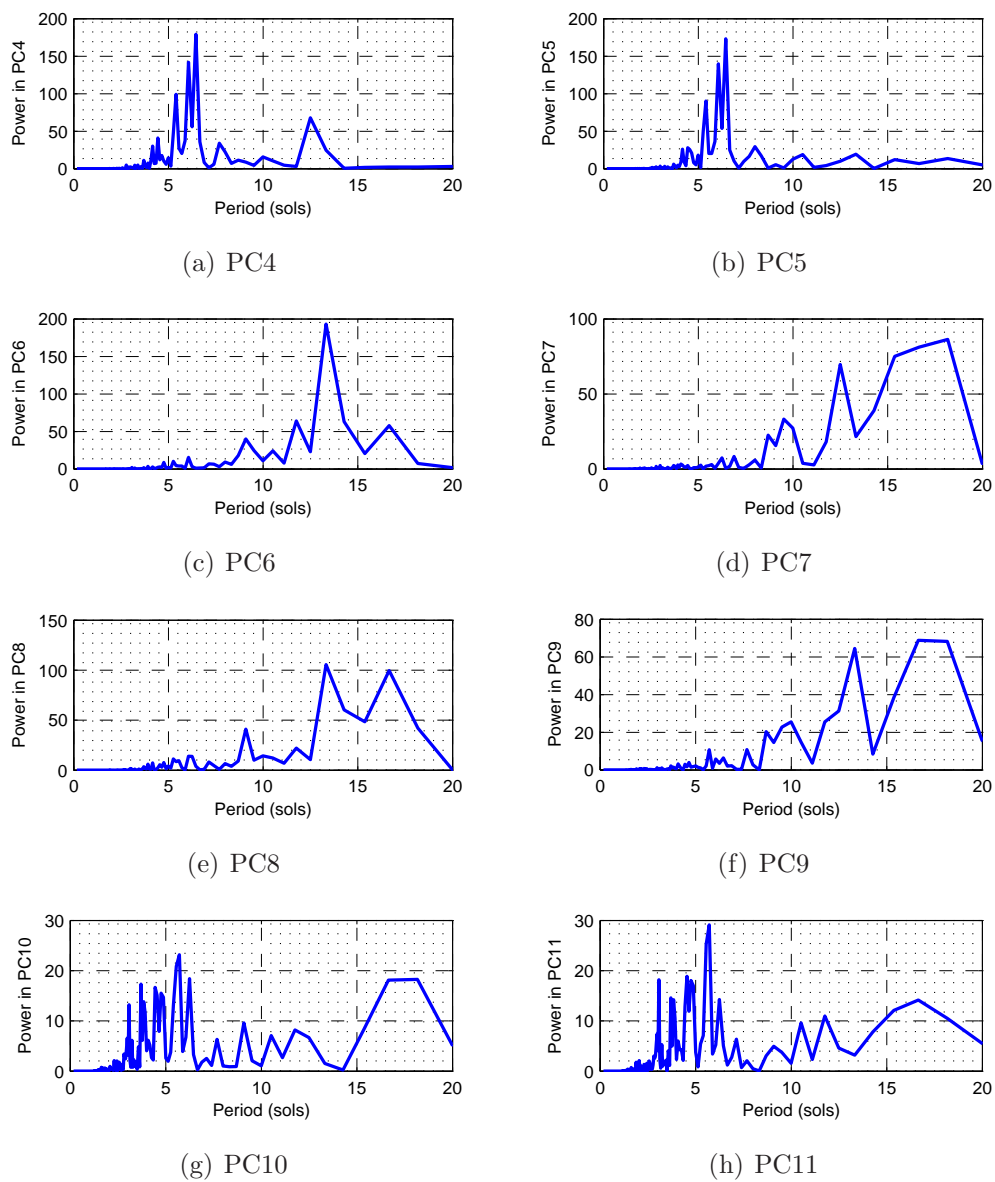 200
150
100
50
0
Power in PC4
0 5 10 15 20
Period (sols)
(a) PC4
200
150
100
50
0
Power in PC5
0 5 10 15 20
Period (sols)
(b) PC5
200
150
100
50
0
Power in PC6
0 5 10 15 20
Period (sols)
(c) PC6
100
50
0
Power in PC7
0 5 10 15 20
Period (sols)
(d) PC7
150
100
50
0
Power in PC8
0 5 10 15 20
Period (sols)
(e) PC8
80
60
40
20
0
Power in PC9
0 5 10 15 20
Period (sols)
(f) PC9
30
20
10
0
Power in PC10
0 5 10 15 20
Period (sols)
(g) PC10
30
20
10
0
Power in PC11
0 5 10 15 20
Period (sols)
(h) PC11